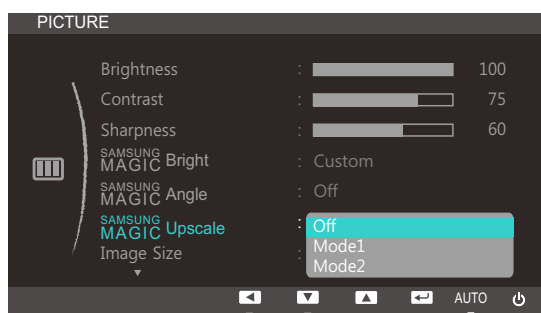 PICTURE
Brightness : 100
Contrast : 75
Sharpness : 60
SAMSUNG MAGIC Bright : Custom
SAMSUNG MAGIC Angle : Off
SAMSUNG MAGIC Upscale : Off
Mode1
Image Size :
Mode2
AUTO